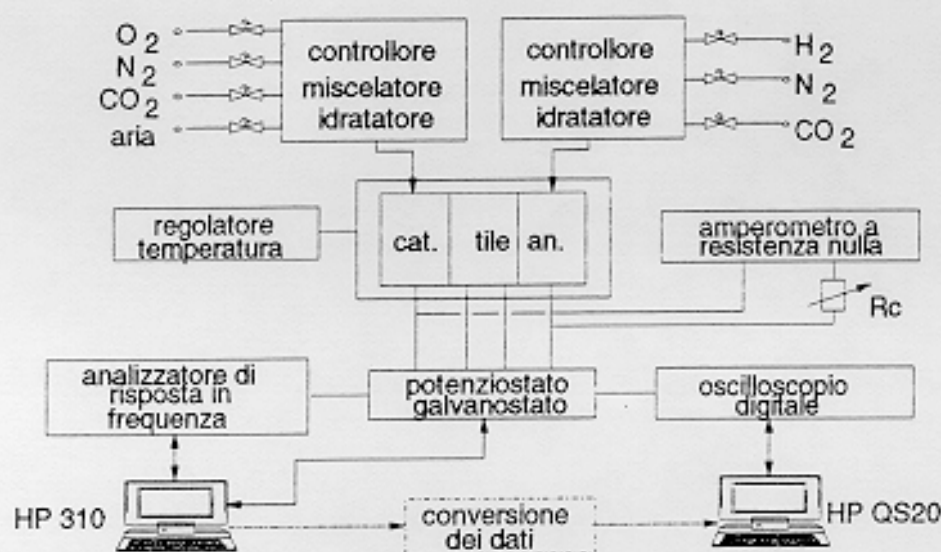 O2
N2
CO2
aria
controllore
miscelatore
idratatore
controllore
miscelatore
idratatore
H2
N2
CO2
regolatore
temperatura
cat.
tile
an.
amperometro a
resistenza nulla
Rc
analizzatore di
risposta in
frequenza
potenziostato
galvanostato
oscilloscopio
digitale
HP 310
conversione
dei dati
HP QS20